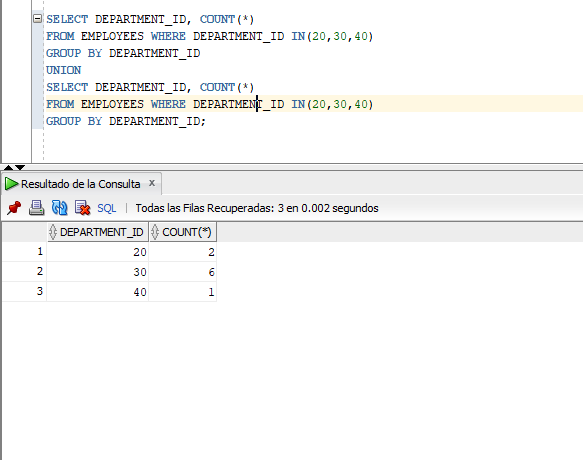 SELECT DEPARTMENT_ID, COUNT(*)
FROM EMPLOYEES WHERE DEPARTMENT_ID IN(20,30,40)
GROUP BY DEPARTMENT_ID
UNION
SELECT DEPARTMENT_ID, COUNT(*)
FROM EMPLOYEES WHERE DEPARTMENT_ID IN(20,30,40)
GROUP BY DEPARTMENT_ID;
Resultado de la Consulta x
SQL | Todas las Filas Recuperadas: 3 en 0.002 segundos
DEPARTMENT_ID COUNT(*)
1 20 2
2 30 6
3 40 1